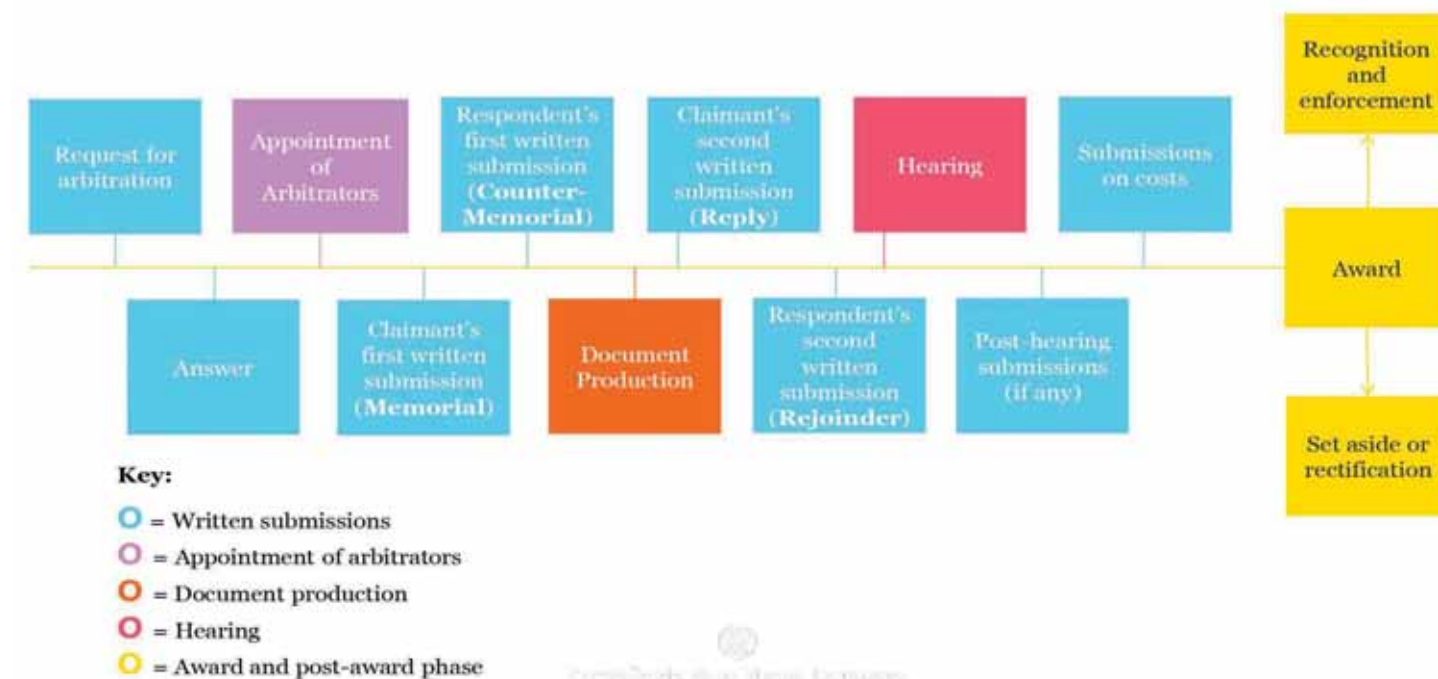 Request for
arbitration
Answer
Appointment
of
Arbitrators
Claimant's
first written
submission
(Memorial)
Respondent's
first written
submission
(Counter-
Memorial)
Document
Production
Claimant's
second
written
submission
(Reply)
Respondent's
second
written
submission
(Rejoinder)
Hearing
Post-hearing
submissions
(if any)
Submissions
on costs
Award
Recognition
and
enforcement
Set aside or
rectification
Key:
= Written submissions
= Appointment of arbitrators
= Document production
= Hearing
= Award and post-award phase